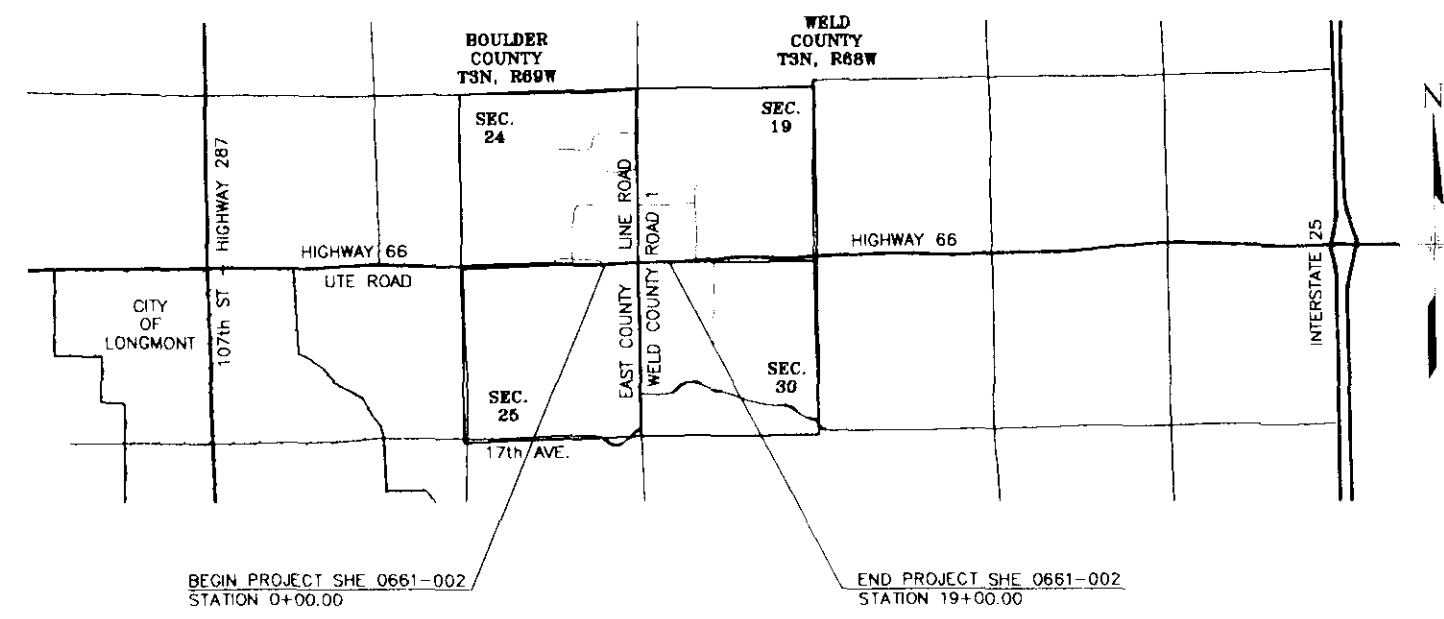 BOULDER
COUNTY
T3N, R69W
WELD
COUNTY
T3N, R68W
SEC.
24
SEC.
19
N
HIGHWAY 287
107th ST
EAST COUNTY LINE ROAD
WELD COUNTY ROAD 1
HIGHWAY 66
UTE ROAD
HIGHWAY 66
INTERSTATE 25
CITY
OF
LONGMONT
SEC.
25
SEC.
30
17th AVE.
BEGIN PROJECT SHE 0661-002
STATION 0+00.00
END PROJECT SHE 0661-002
STATION 19+00.00